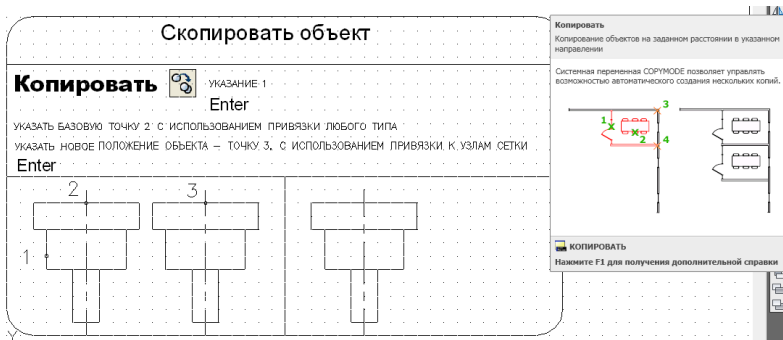 Скопировать объект
Копировать УКАЗАНИЕ 1
Enter
УКАЗАТЬ БАЗОВУЮ ТОЧКУ 2 С ИСПОЛЬЗОВАНИЕМ ПРИВЯЗКИ ЛЮБОГО ТИПА
УКАЗАТЬ НОВОЕ ПОЛОЖЕНИЕ ОБЪЕКТА – ТОЧКУ 3, С ИСПОЛЬЗОВАНИЕМ ПРИВЯЗКИ К УЗЛАМ СЕТКИ
Enter
2 3
1
Y
Копировать
Копирование объектов на заданном расстоянии в указанном
направлении
Системная переменная COPYMODE позволяет управлять
возможностью автоматического создания нескольких копий.
3
1
2 4
КОПИРОВАТЬ
Нажмите F1 для получения дополнительной справки